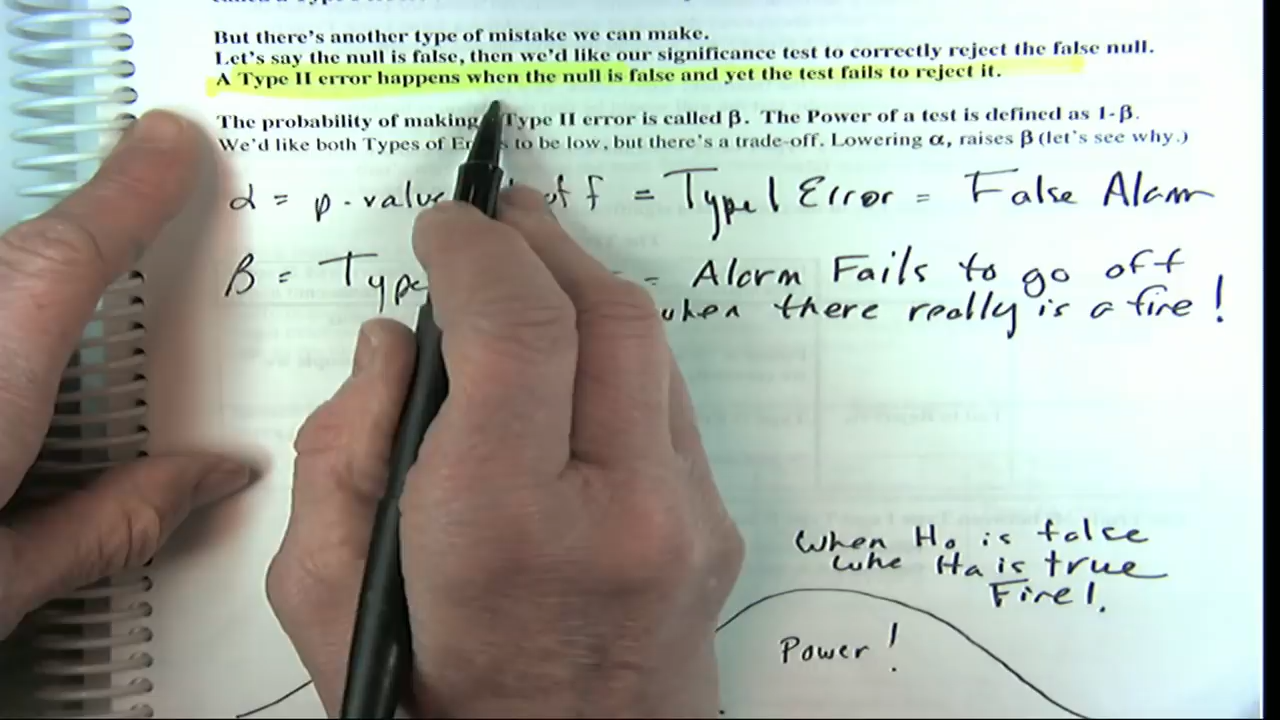 But there's another type of mistake we can make.
Let's say the null is false, then we'd like our significance test to correctly reject the false null.
A Type II error happens when the null is false and yet the test fails to reject it.
The probability of making Type II error is called β. The Power of a test is defined as 1-β.
We'd like both Types of to be low, but there's a trade-off. Lowering α, raises β (let's see why.)
α = p-value = Type I Error = False Alarm
β = Type = Alarm Fails to go off
when there really is a fire!
When Ho is false
Whe Ha is true
Fire!.
Power!